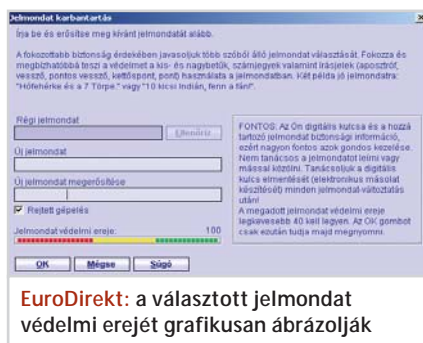 Jelmondat karbantartás
Írja be és erősítse meg kívánt jelmondatát alább.
A fokozottabb biztonság érdekében javasoljuk több
szóból álló jelmondat választását. Fokozza és
megbízhatóbbá teszi a védelmet a kis- és nagybetűk,
számjegyek valamint írásjelek (aposztróf,
vessző, pontos vessző, kettőspont, pont) használata a jelmondatban. Két példa jó jelmondatra:
"Hófehérke és a 7 Törpe." vagy "10 kicsi Indián, fenn a fán!".
Régi jelmondat
Ellenőriz
Új jelmondat
Új jelmondat megerősítése
Rejtett gépelés
Jelmondat védelmi ereje: 100
FONTOS: Az Ön digitális kulcsa és a hozzá
tartozó jelmondat biztonsági információ,
ezért nagyon fontos azok gondos kezelése.
Nem tanácsos a jelmondatot leírni vagy
mással közölni. Tanácsoljuk a digitális
kulcs elmentését (elektronikus másolat
készítését) minden jelmondat-változtatás
után!
A megadott jelmondat védelmi ereje
legkevesebb 40 kell legyen. Az OK gombot
csak ezután tudja majd megnyomni.
OK Mégse Súgó
EuroDirekt: a választott jelmondat
védelmi erejét grafikusan ábrázolják